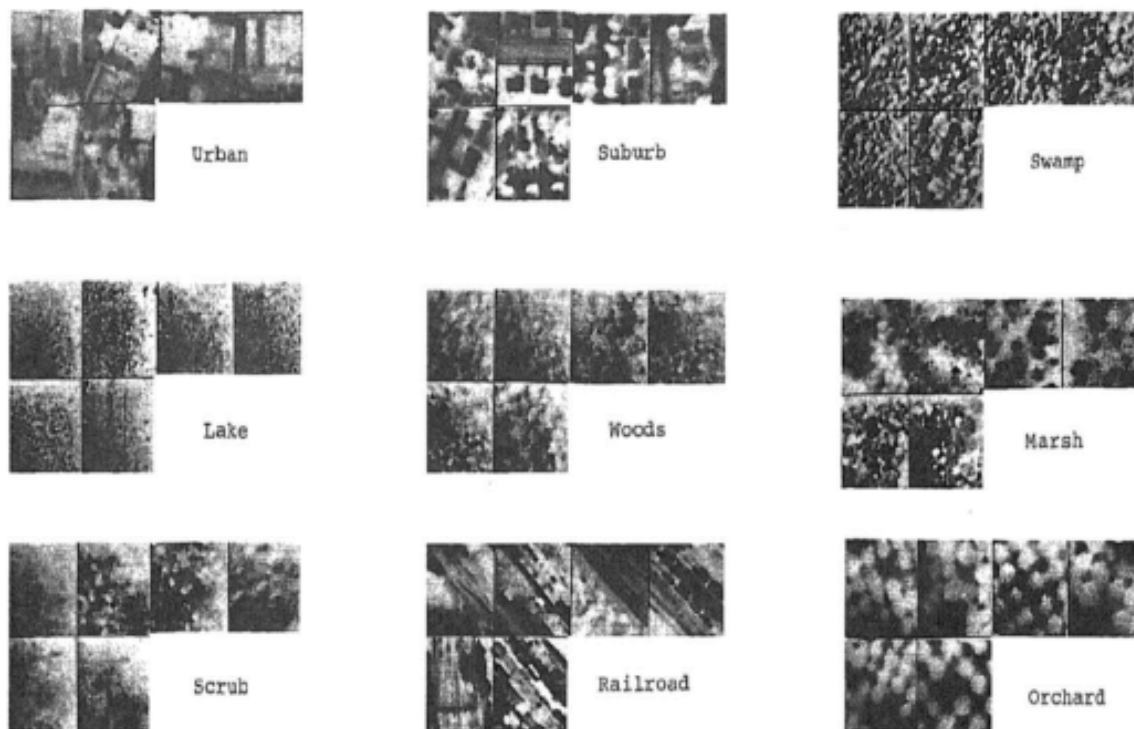 Urban
Suburb
Swamp
Lake
Woods
Marsh
Scrub
Railroad
Orchard